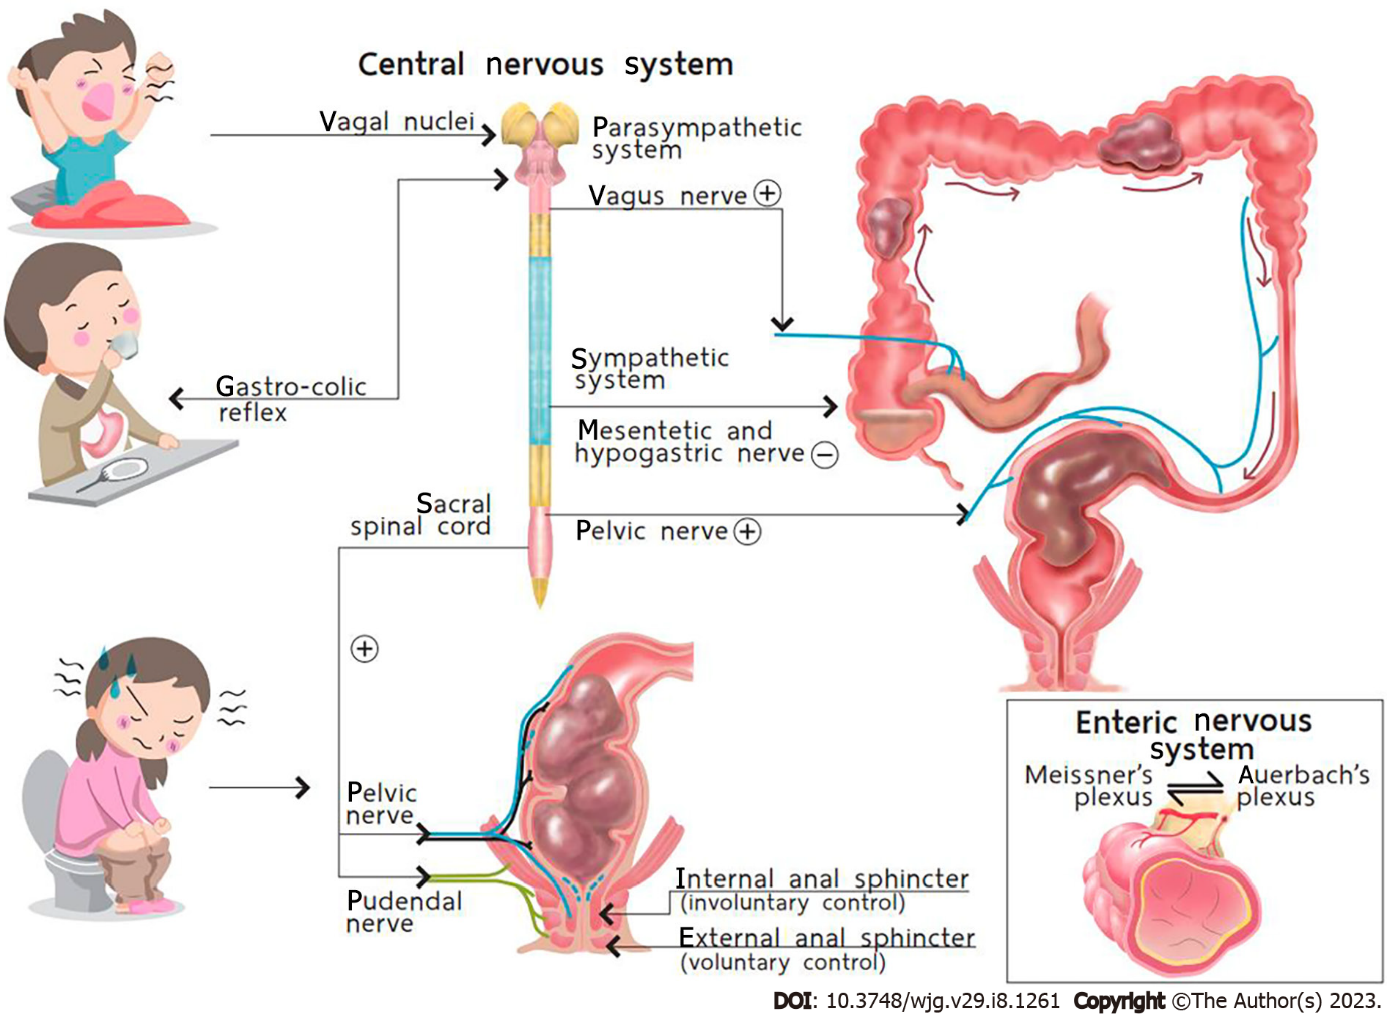 Central nervous system
Vagal nuclei
Parasympathetic
system
Vagus nerve +
Gastro-colic
reflex
Sympathetic
system
Mesentetic and
hypogastric nerve −
Sacral
spinal cord
Pelvic nerve +
+
Pelvic
nerve
Pudendal
nerve
Internal anal sphincter
(involuntary control)
External anal sphincter
(voluntary control)
Enteric nervous
system
Meissner's
plexus
Auerbach's
plexus
DOI: 10.3748/wjg.v29.i8.1261 Copyright ©The Author(s) 2023.